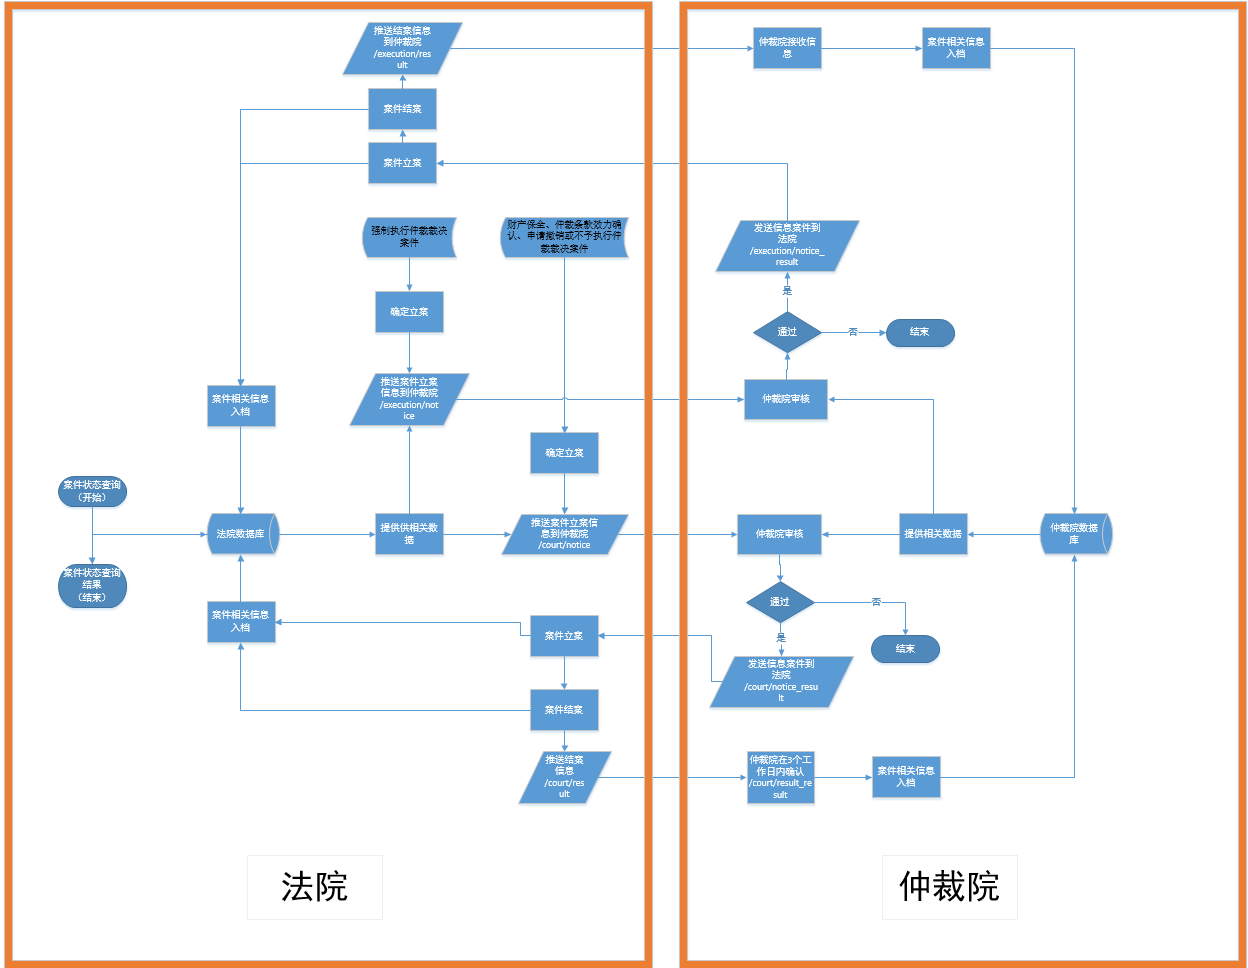 推送结案信息
到仲裁院
/execution/res
ult
仲裁院接收信
息
案件相关信息
入档
案件结案
案件立案
强制执行仲裁裁决
案件
财产保全、仲裁条款效力确
认、申请撤销或不予执行仲
裁裁决案件
发送信息案件到
法院
/execution/notice_
result
是
确定立案
通过
否
结束
推送案件立案
信息到仲裁院
/execution/not
ice
案件相关信息
入档
仲裁院审核
确定立案
案件状态查询
（开始）
法院数据库
提供供相关数
据
推送案件立案信
息到仲裁院
/court/notice
仲裁院审核
提供相关数据
仲裁院数据
库
案件状态查询
结果
（结束）
案件相关信息
入档
通过
否
案件立案
是
结束
发送信息案件到
法院
/court/notice_resu
lt
案件结案
推送结案
信息
/court/res
ult
仲裁院在3个工
作日内确认
/court/result_re
sult
案件相关信息
入档
法院
仲裁院